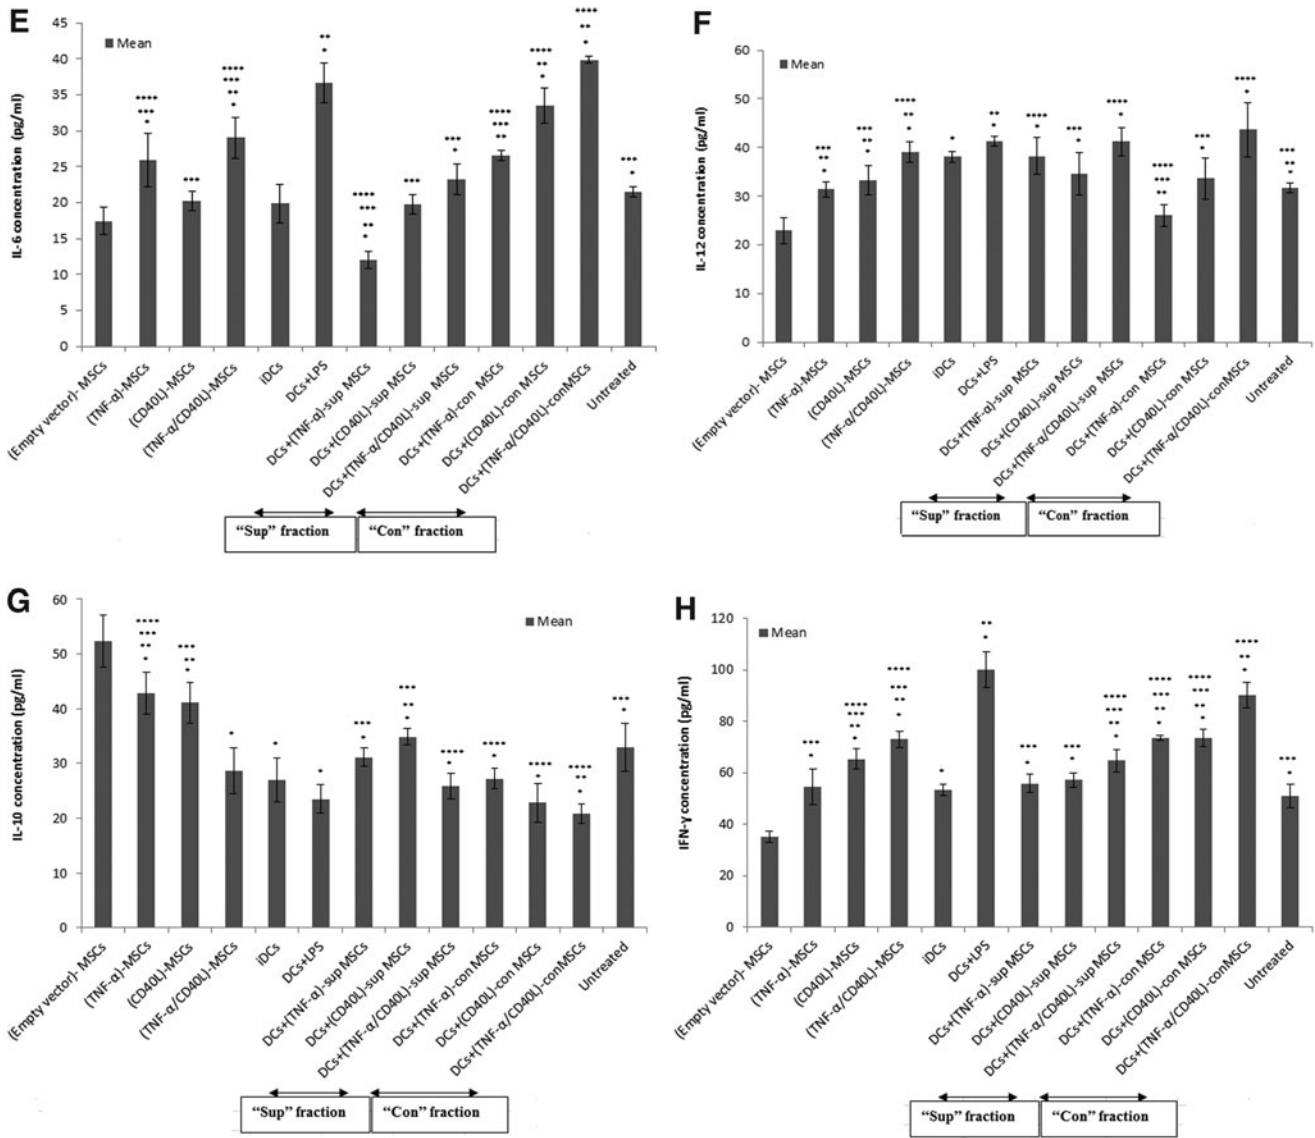 E
IL-6 concentration (pg/ml)
45
40
35
30
25
20
15
10
5
0
Mean
(Empty vector)- MSCs
(TNF-α)-MSCs
(CD40L)-MSCs
(TNF-α/CD40L)-MSCs
iDCs
DCs+LPS
DCs+(TNF-α)-sup MSCs
DCs+(CD40L)-sup MSCs
DCs+(TNF-α/CD40L)-sup MSCs
DCs+(TNF-α)-con MSCs
DCs+(CD40L)-con MSCs
DCs+(TNF-α/CD40L)-conMSCs
Untreated
“Sup” fraction
“Con” fraction
F
IL-12 concentration (pg/ml)
60
50
40
30
20
10
0
Mean
(Empty vector)- MSCs
(TNF-α)-MSCs
(CD40L)-MSCs
(TNF-α/CD40L)-MSCs
iDCs
DCs+LPS
DCs+(TNF-α)-sup MSCs
DCs+(CD40L)-sup MSCs
DCs+(TNF-α/CD40L)-sup MSCs
DCs+(TNF-α)-con MSCs
DCs+(CD40L)-con MSCs
DCs+(TNF-α/CD40L)-conMSCs
Untreated
“Sup” fraction
“Con” fraction
G
IL-10 concentration (pg/ml)
60
50
40
30
20
10
0
Mean
(Empty vector)- MSCs
(TNF-α)-MSCs
(CD40L)-MSCs
(TNF-α/CD40L)-MSCs
iDCs
DCs+LPS
DCs+(TNF-α)-sup MSCs
DCs+(CD40L)-sup MSCs
DCs+(TNF-α/CD40L)-sup MSCs
DCs+(TNF-α)-con MSCs
DCs+(CD40L)-con MSCs
DCs+(TNF-α/CD40L)-conMSCs
Untreated
“Sup” fraction
“Con” fraction
H
IFN-γ concentration (pg/ml)
120
100
80
60
40
20
0
Mean
(Empty vector)- MSCs
(TNF-α)-MSCs
(CD40L)-MSCs
(TNF-α/CD40L)-MSCs
iDCs
DCs+LPS
DCs+(TNF-α)-sup MSCs
DCs+(CD40L)-sup MSCs
DCs+(TNF-α/CD40L)-sup MSCs
DCs+(TNF-α)-con MSCs
DCs+(CD40L)-con MSCs
DCs+(TNF-α/CD40L)-conMSCs
Untreated
“Sup” fraction
“Con” fraction